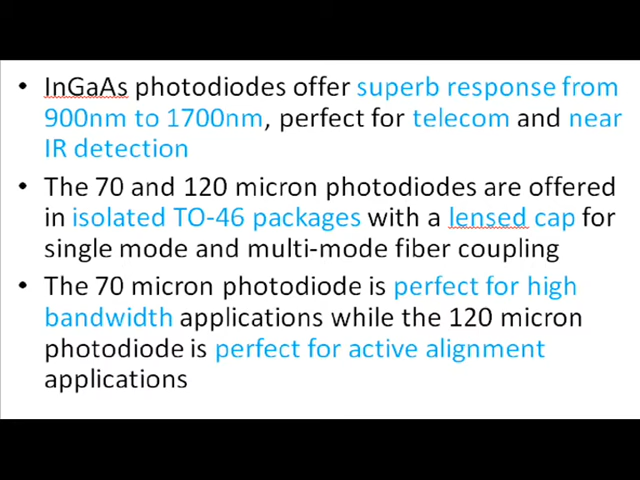 • InGaAs photodiodes offer superb response from
900nm to 1700nm, perfect for telecom and near
IR detection
• The 70 and 120 micron photodiodes are offered
in isolated TO-46 packages with a lensed cap for
single mode and multi-mode fiber coupling
• The 70 micron photodiode is perfect for high
bandwidth applications while the 120 micron
photodiode is perfect for active alignment
applications